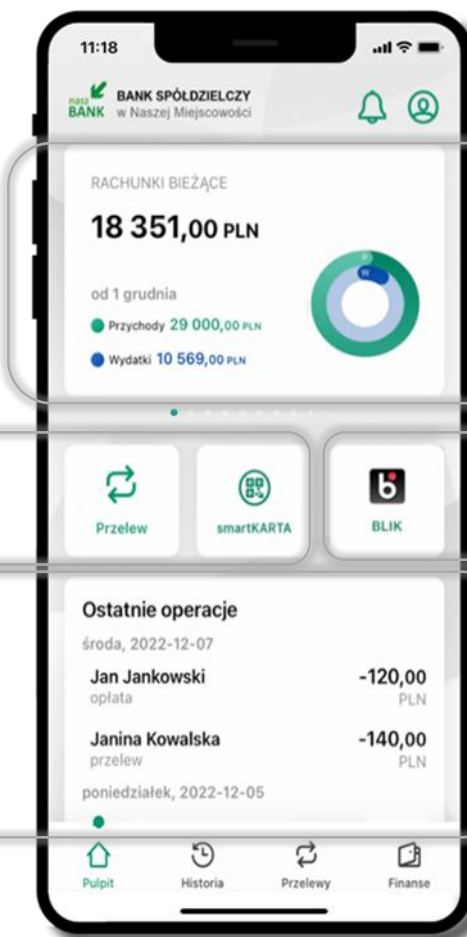 11:18
nasz BANK BANK SPÓŁDZIELCZY
w Naszej Miejscowości
RACHUNKI BIEŻĄCE
18 351,00 PLN
od 1 grudnia
Przychody 29 000,00 PLN
Wydatki 10 569,00 PLN
P
W
Przelew smartKARTA BLIK
Ostatnie operacje
środa, 2022-12-07
Jan Jankowski -120,00
opłata PLN
Janina Kowalska -140,00
przelew PLN
poniedziałek, 2022-12-05
Pulpit Historia Przelewy Finanse